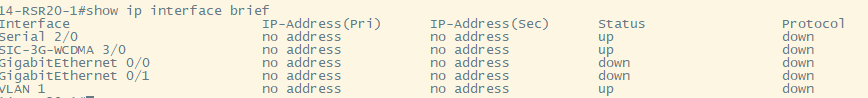 14-RSR20-1#show ip interface brief
Interface IP-Address(Pri) IP-Address(Sec) Status Protocol
Serial 2/0 no address no address up down
SIC-3G-WCDMA 3/0 no address no address up down
GigabitEthernet 0/0 no address no address down down
GigabitEthernet 0/1 no address no address down down
VLAN 1 no address no address up down